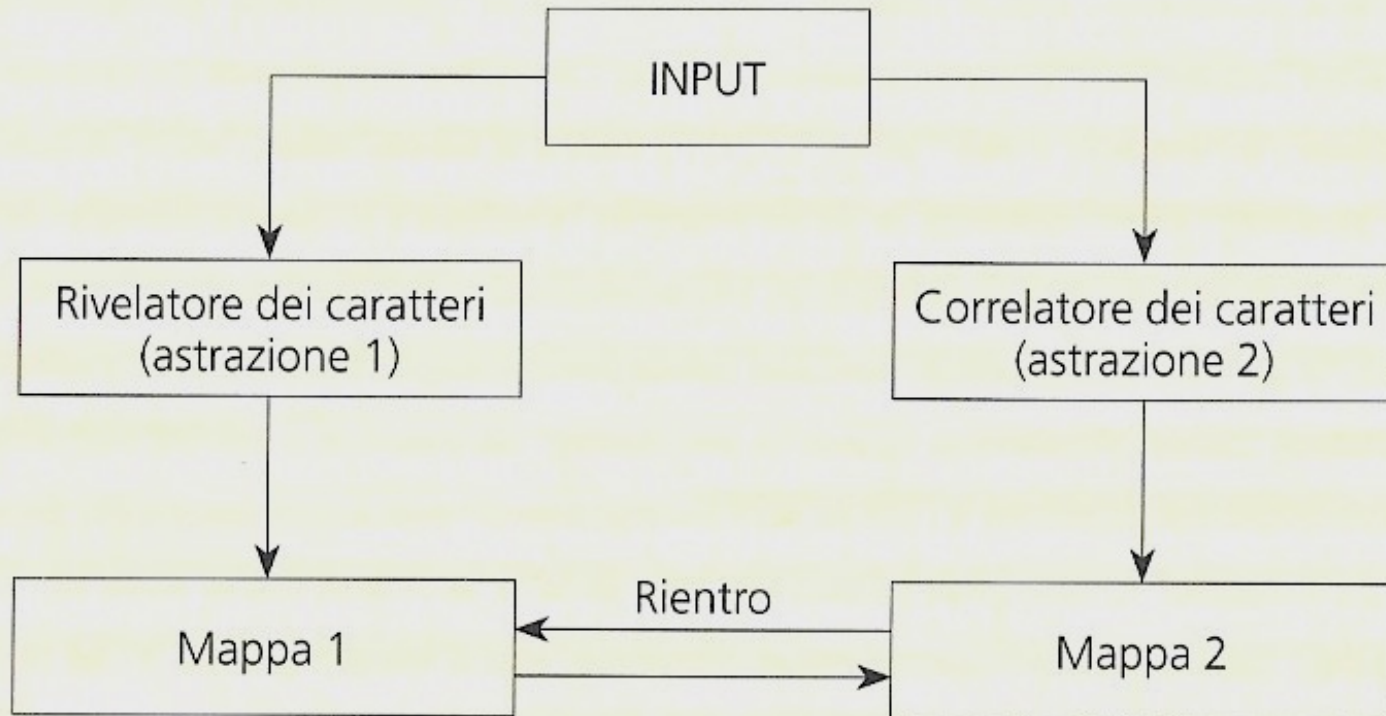 INPUT
Rivelatore dei caratteri
(astrazione 1)
Correlatore dei caratteri
(astrazione 2)
Rientro
Mappa 1
Mappa 2